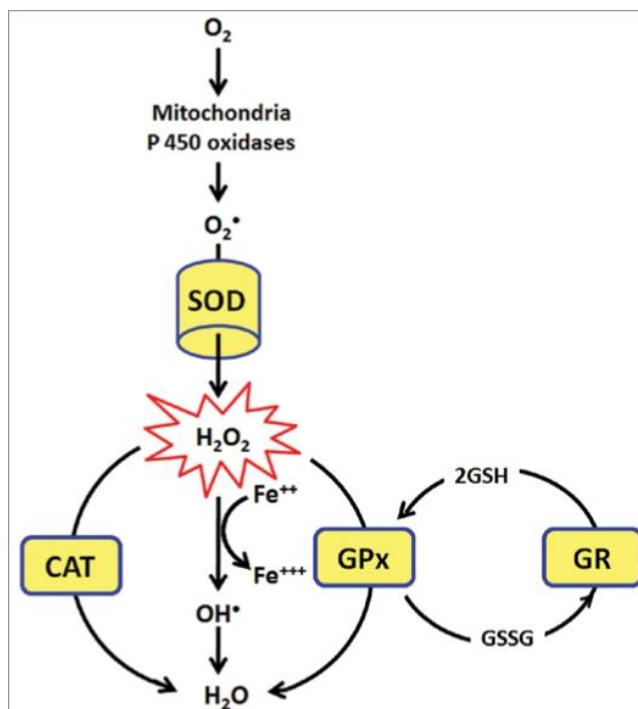 O₂
Mitochondria
P 450 oxidases
O₂•
SOD
H₂O₂
Fe⁺⁺
2GSH
CAT
Fe⁺⁺⁺
GPx
GR
OH•
GSSG
H₂O